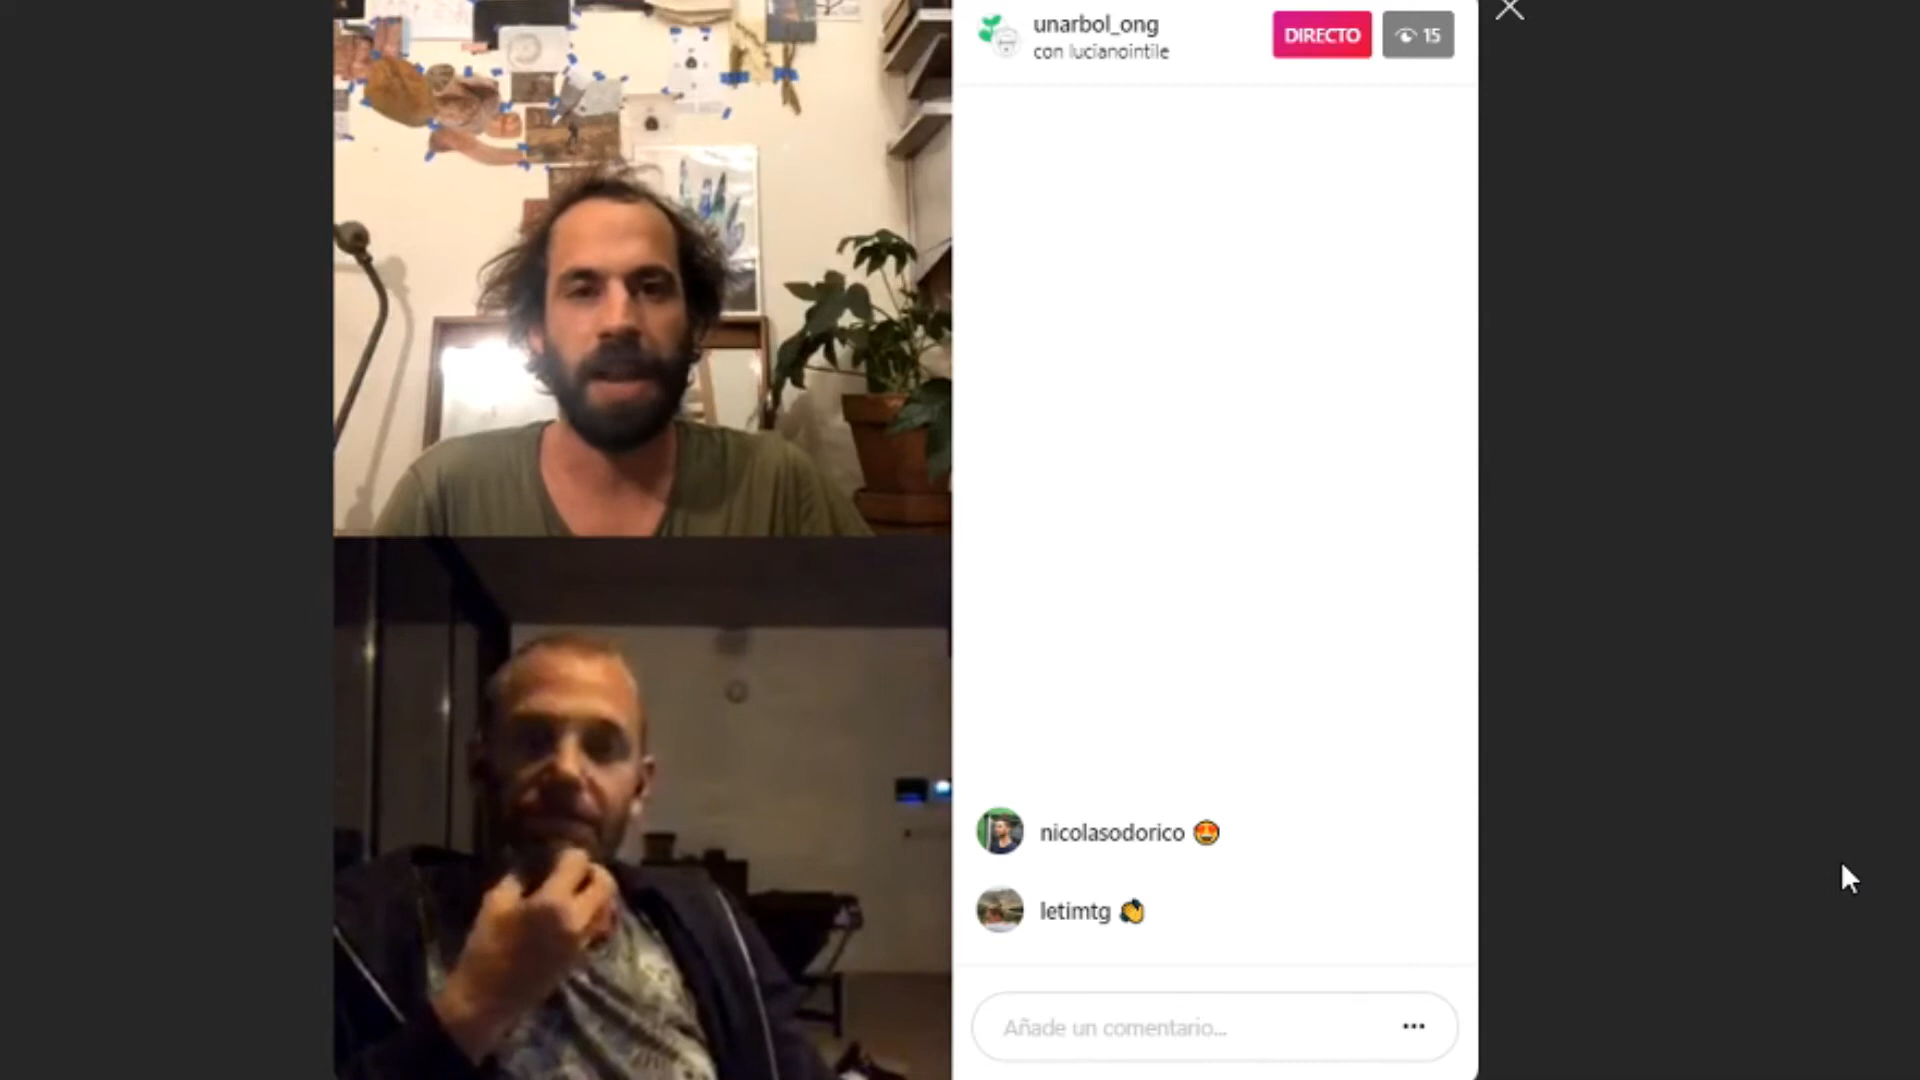 unarbol_ong
con lucianointile
DIRECTO
15
nicolasodorico 😍
letimtg 👏
Añade un comentario...